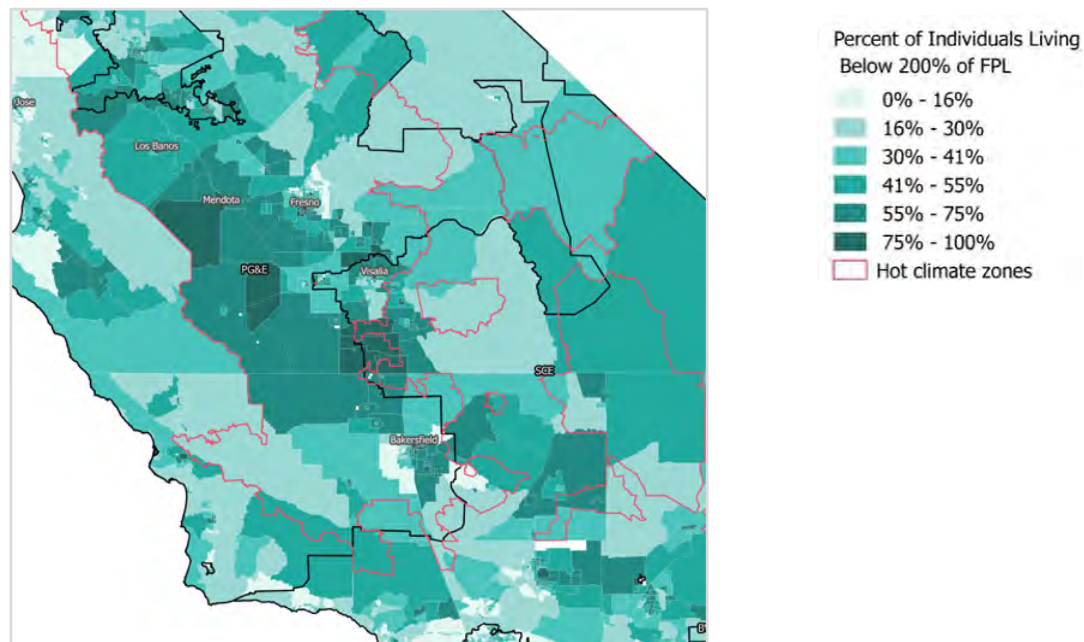 Percent of Individuals Living
Below 200% of FPL
0% - 16%
16% - 30%
30% - 41%
41% - 55%
55% - 75%
75% - 100%
Hot climate zones
Jose
Los Banos
Mendota
Fresno
PG&E
Visalia
SCE
Bakersfield